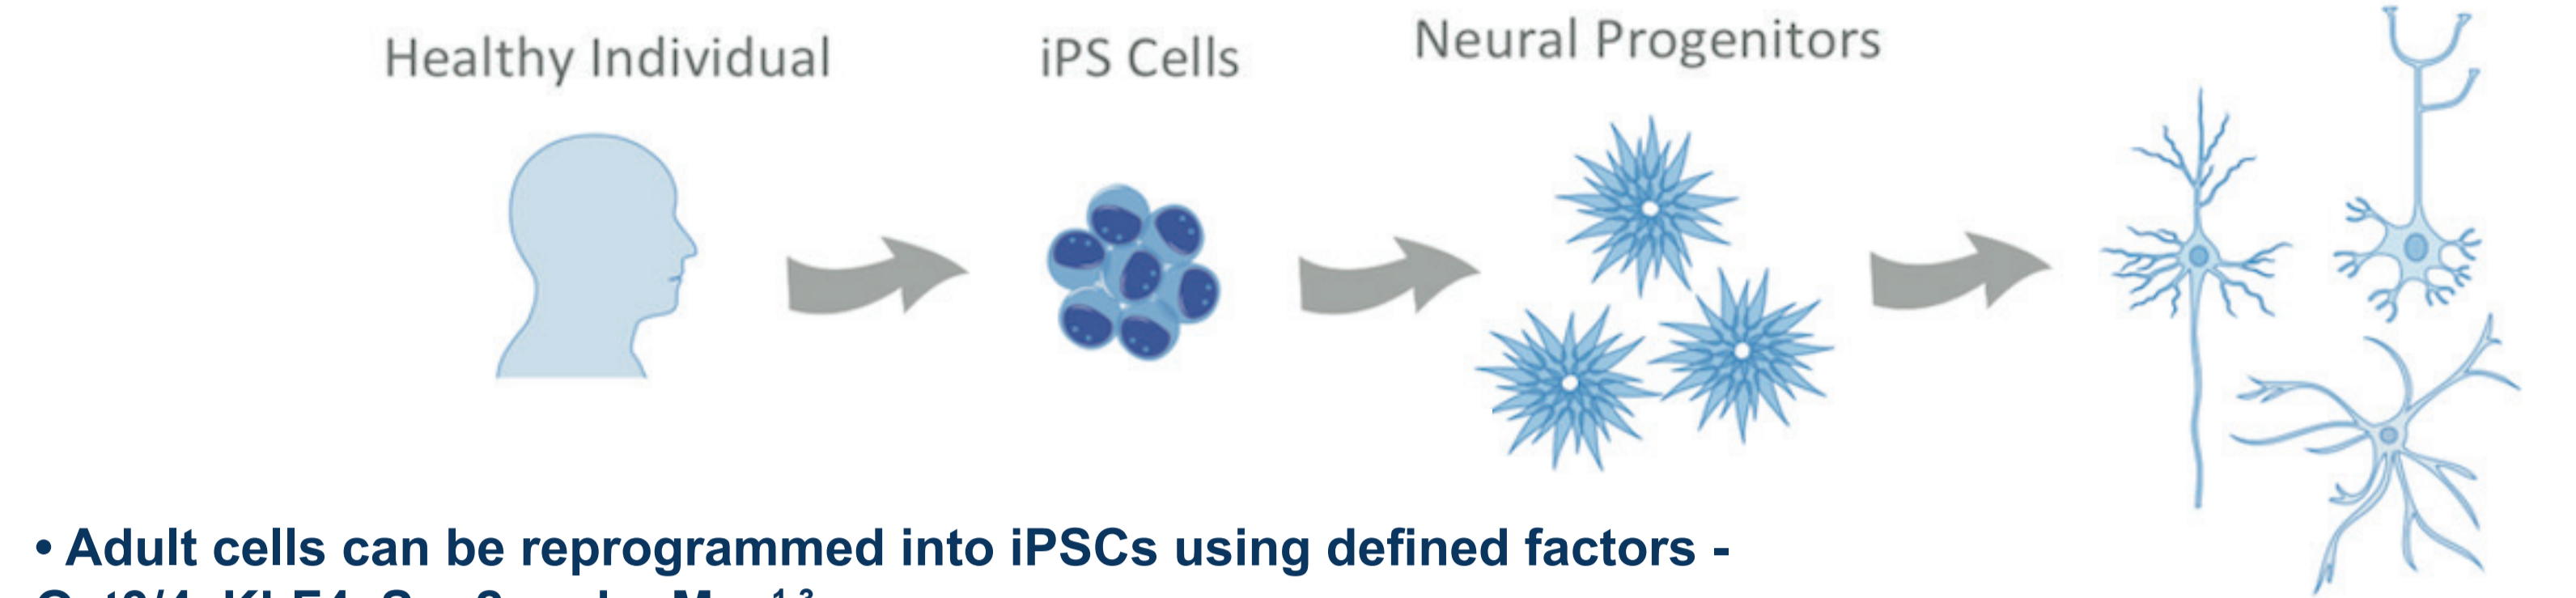 Healthy Individual
iPS Cells
Neural Progenitors
• Adult cells can be reprogrammed into iPSCs using defined factors -